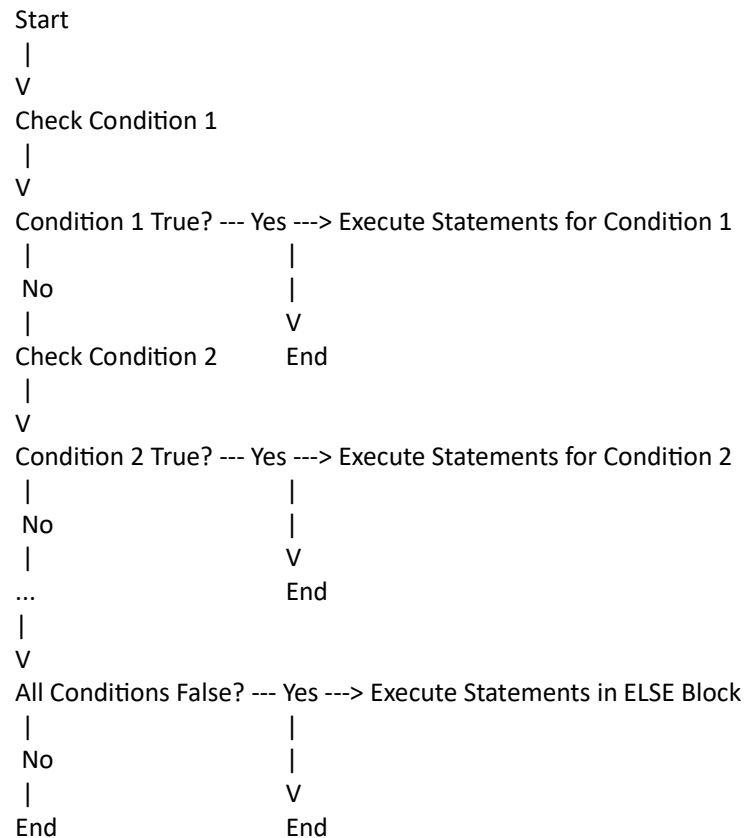 Start
|
V
Check Condition 1
|
V
Condition 1 True? --- Yes ---> Execute Statements for Condition 1
| |
No |
| V
Check Condition 2 End
|
V
Condition 2 True? --- Yes ---> Execute Statements for Condition 2
| |
No |
| V
... End
|
V
All Conditions False? --- Yes ---> Execute Statements in ELSE Block
| |
No |
| V
End End